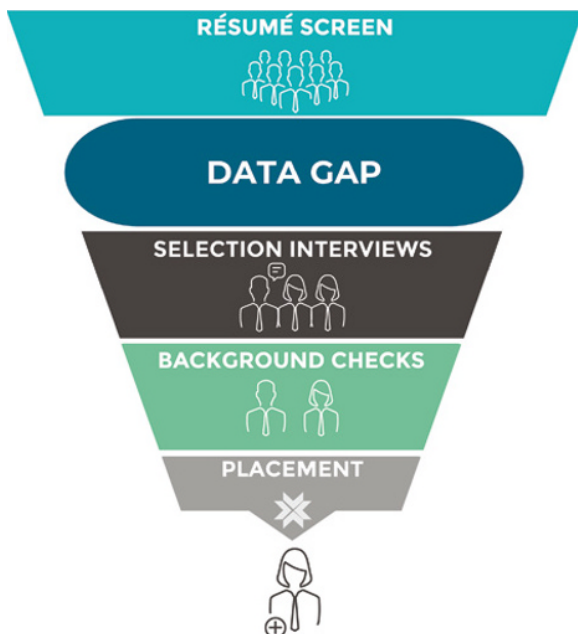 RÉSUMÉ SCREEN
DATA GAP
SELECTION INTERVIEWS
BACKGROUND CHECKS
PLACEMENT